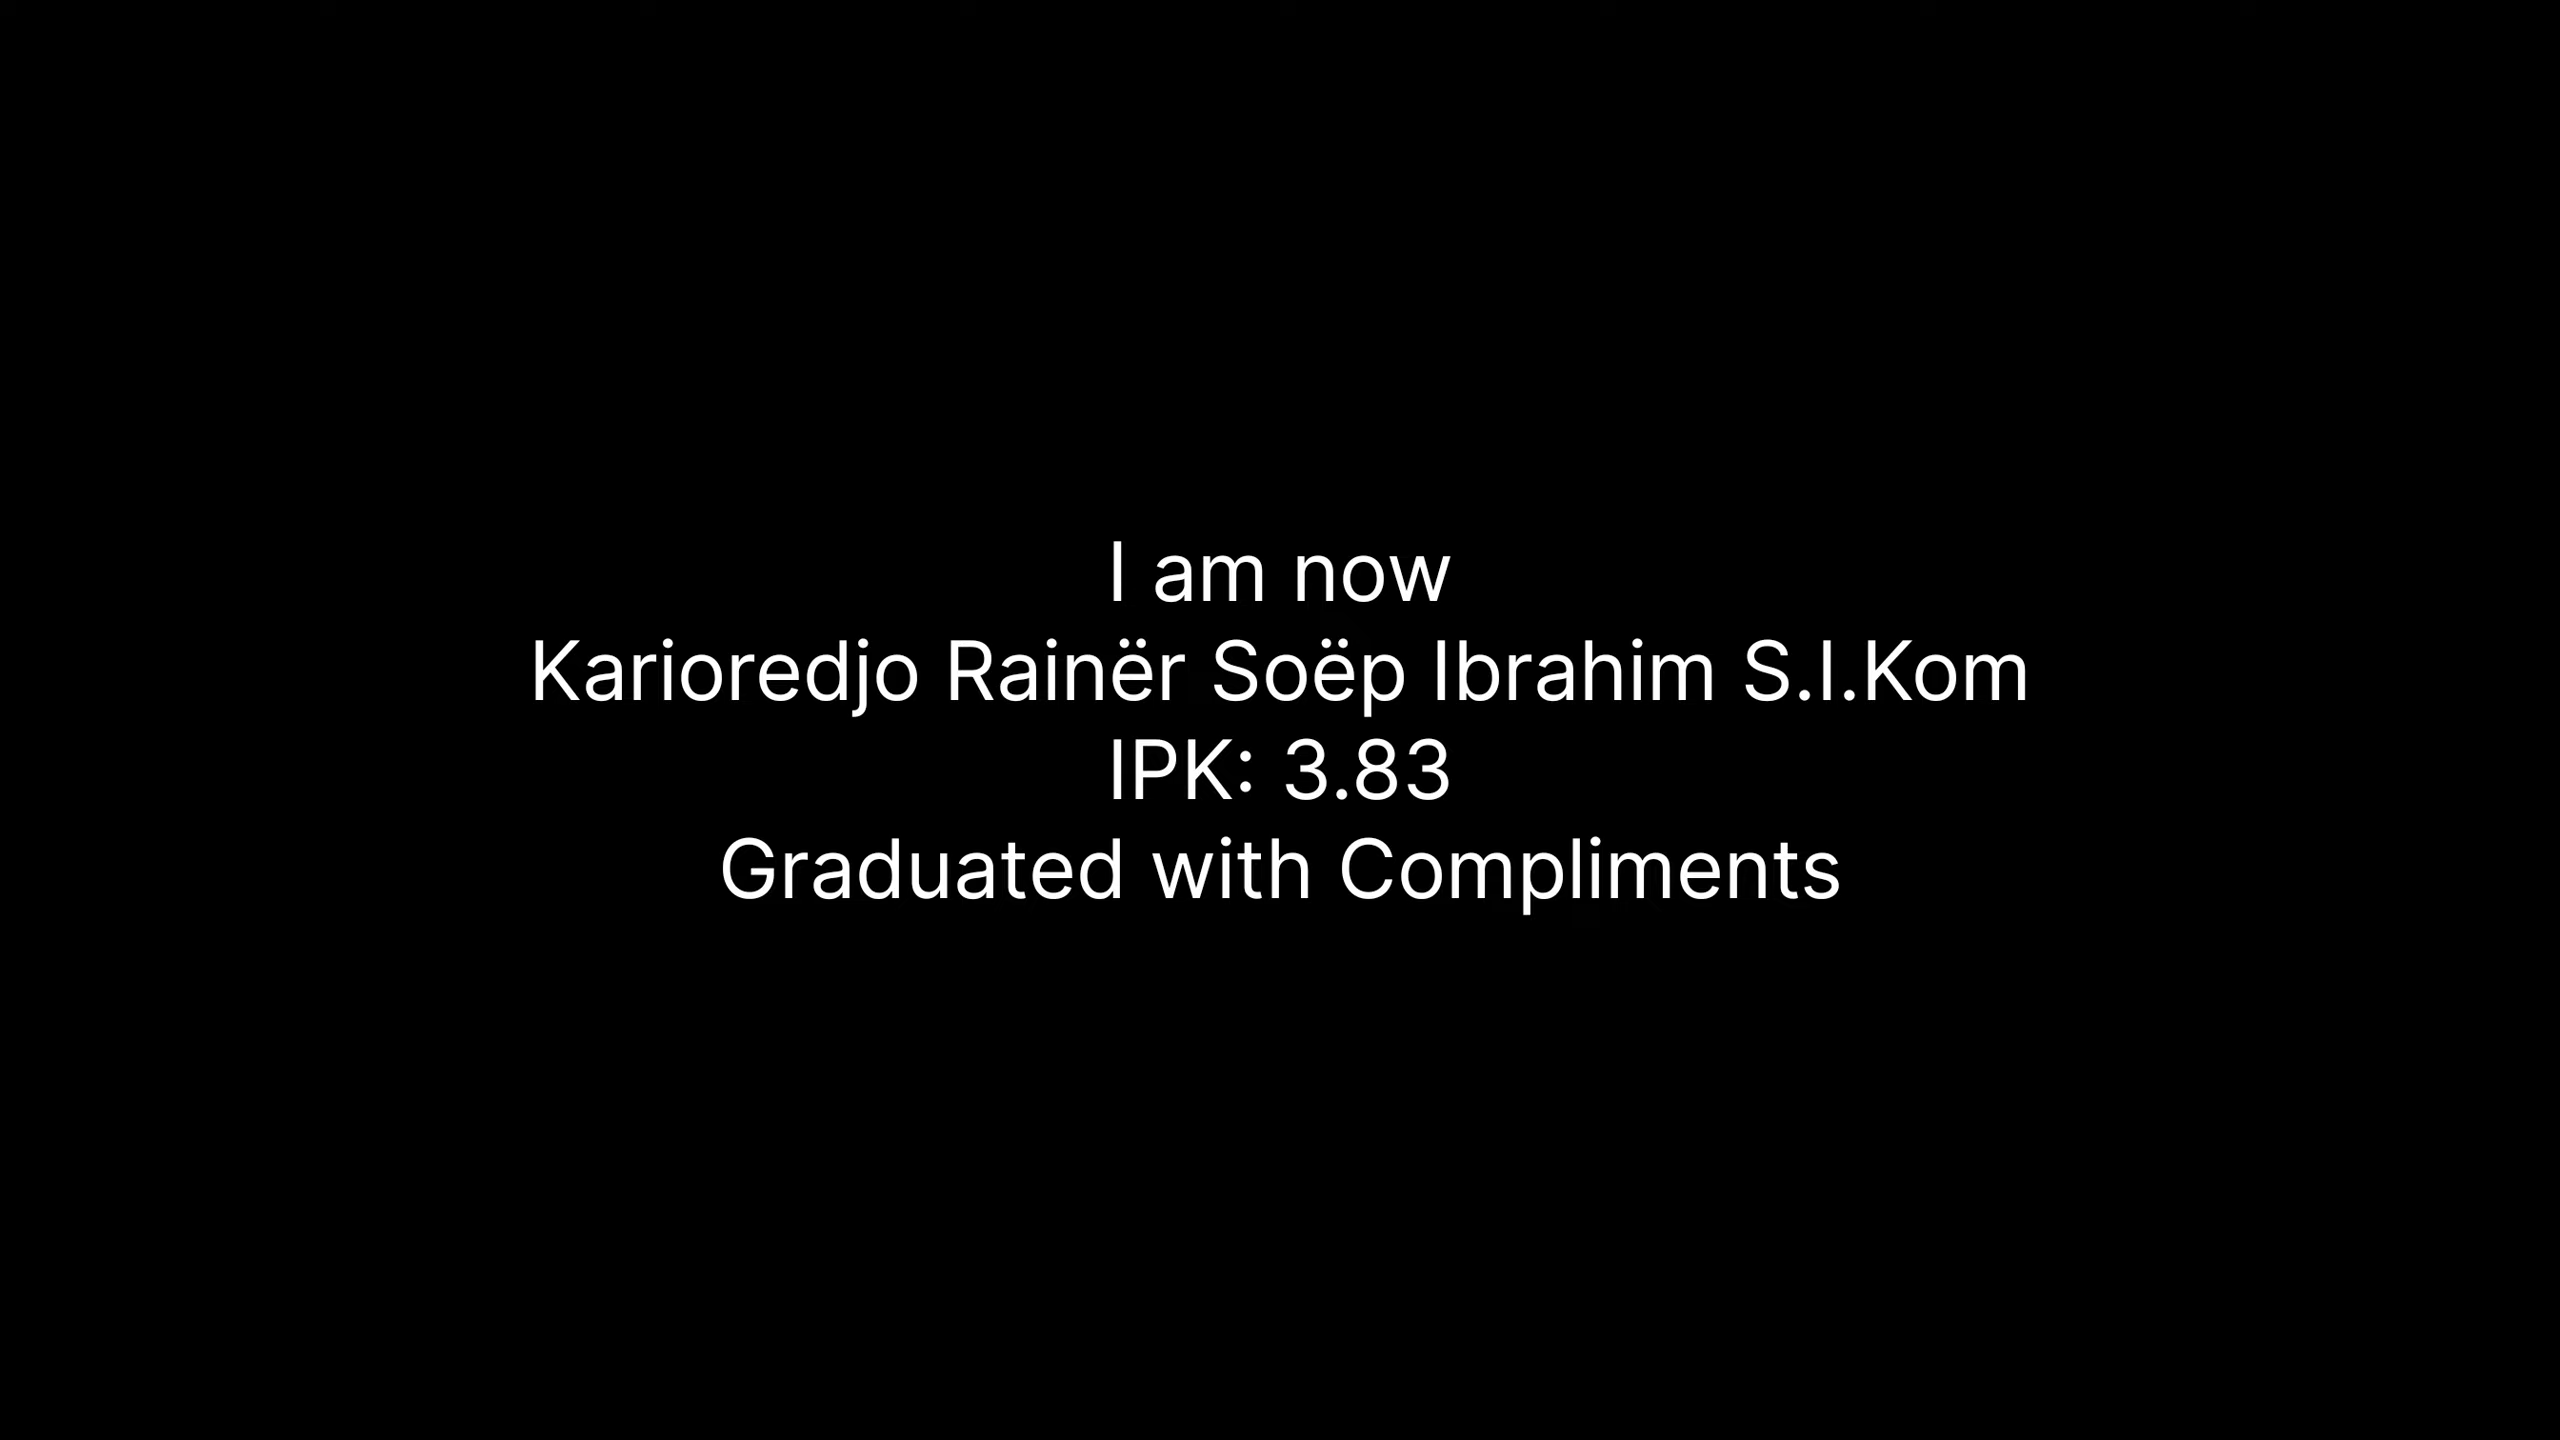 I am now
Karioredjo Rainër Soëp Ibrahim S.I.Kom
IPK: 3.83
Graduated with Compliments